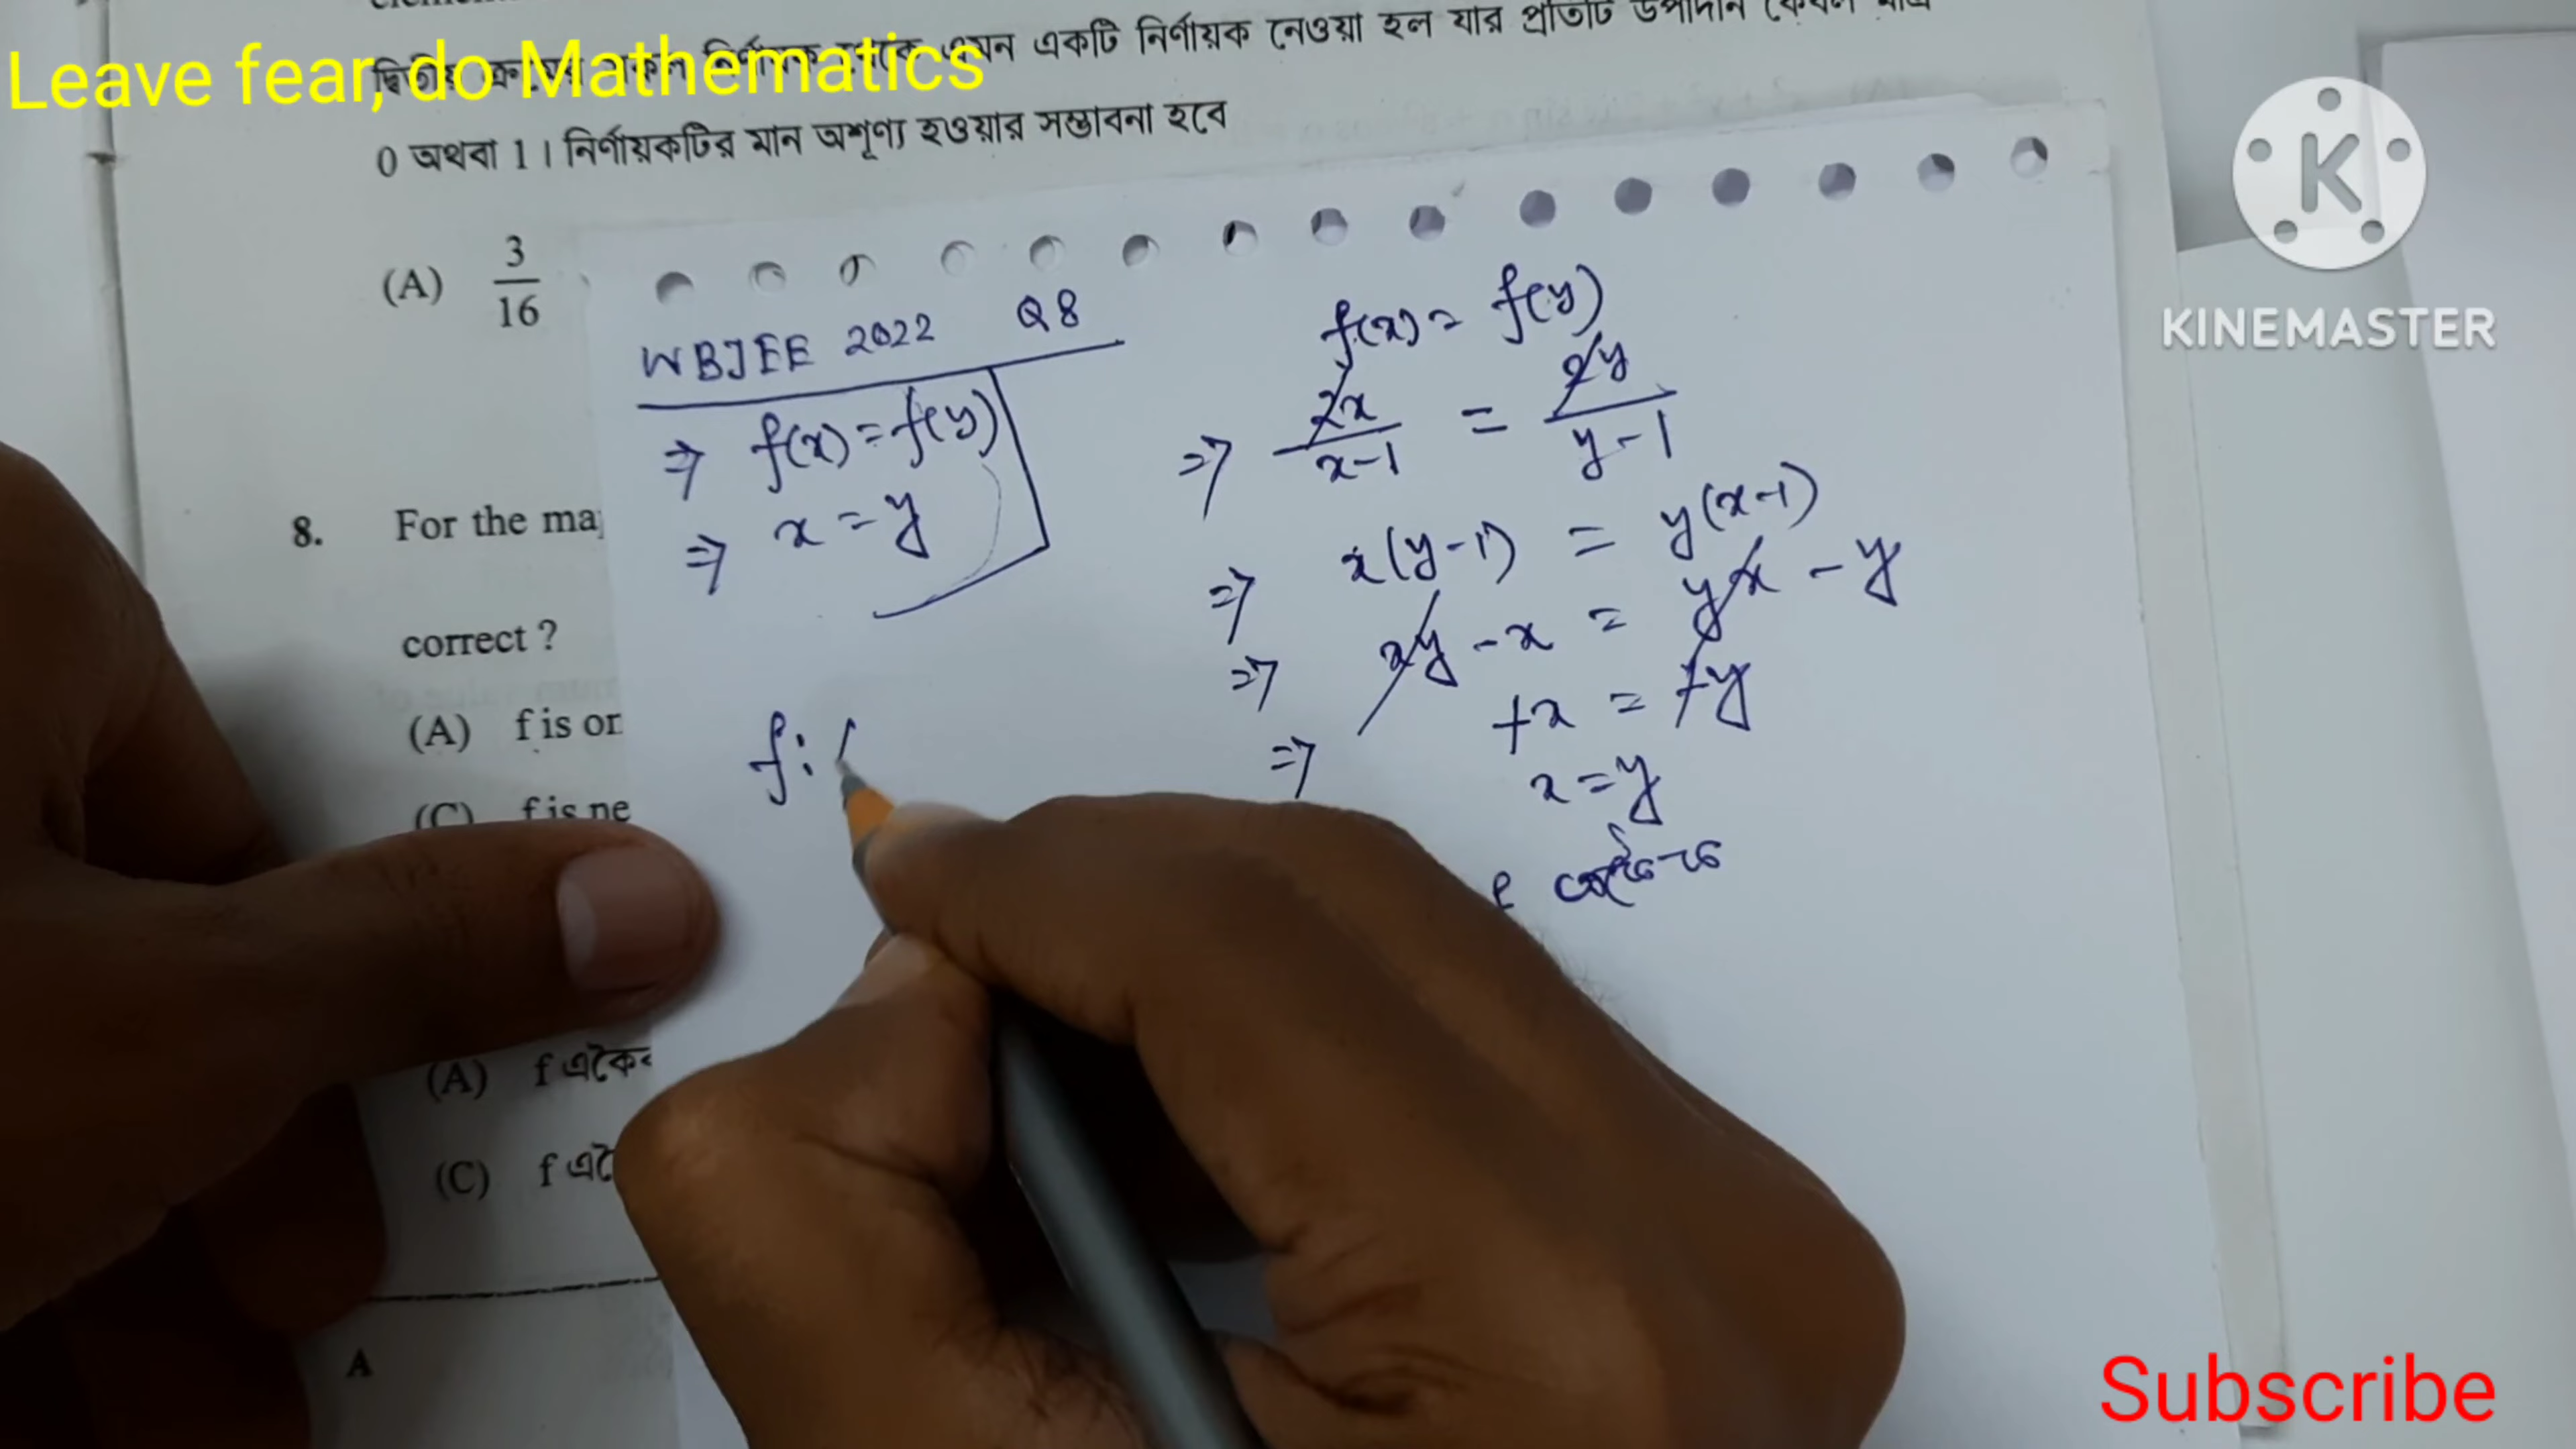 Leave fear, do Mathematics
একটি নির্ণায়ক নেওয়া হল যার প্রতিটি উপাদান
0 অথবা 1 । নির্ণায়কটির মান অশূণ্য হওয়ার সম্ভাবনা হবে
(A) 3/16
KINEMASTER
WBJEE 2022 Q8
⇒ f(x) = f(y)
⇒ x = y
f(x) = f(y)
⇒ 2x/x-1 = 2y/y-1
⇒ x(y-1) = y(x-1)
⇒ xy - x = yx - y
⇒ +x = +y
x = y
8. For the ma
correct ?
(A) f is on
(C) f is ne
f:
(A) f একৈ
(C) f একৈ
A
Subscribe